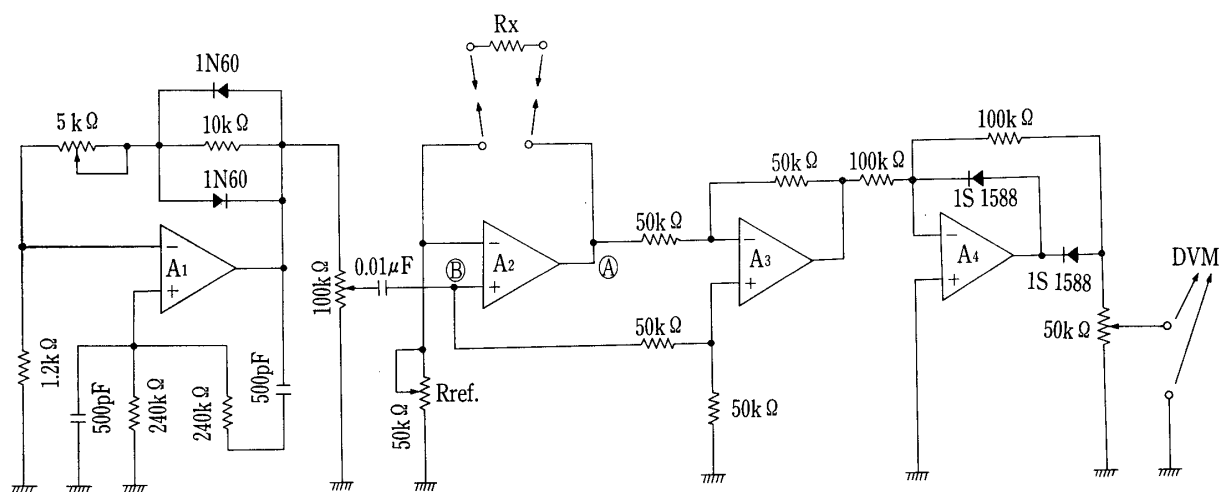 Rx
1N60
5kΩ
10kΩ
1N60
A1
1.2kΩ
500pF
240kΩ
240kΩ
500pF
100kΩ
0.01μF
Ⓑ
A2
Ⓐ
50kΩ
Rref.
50kΩ
50kΩ
50kΩ
A3
50kΩ
100kΩ
100kΩ
1S 1588
A4
1S 1588
50kΩ
DVM
−
+
−
+
−
+
−
+